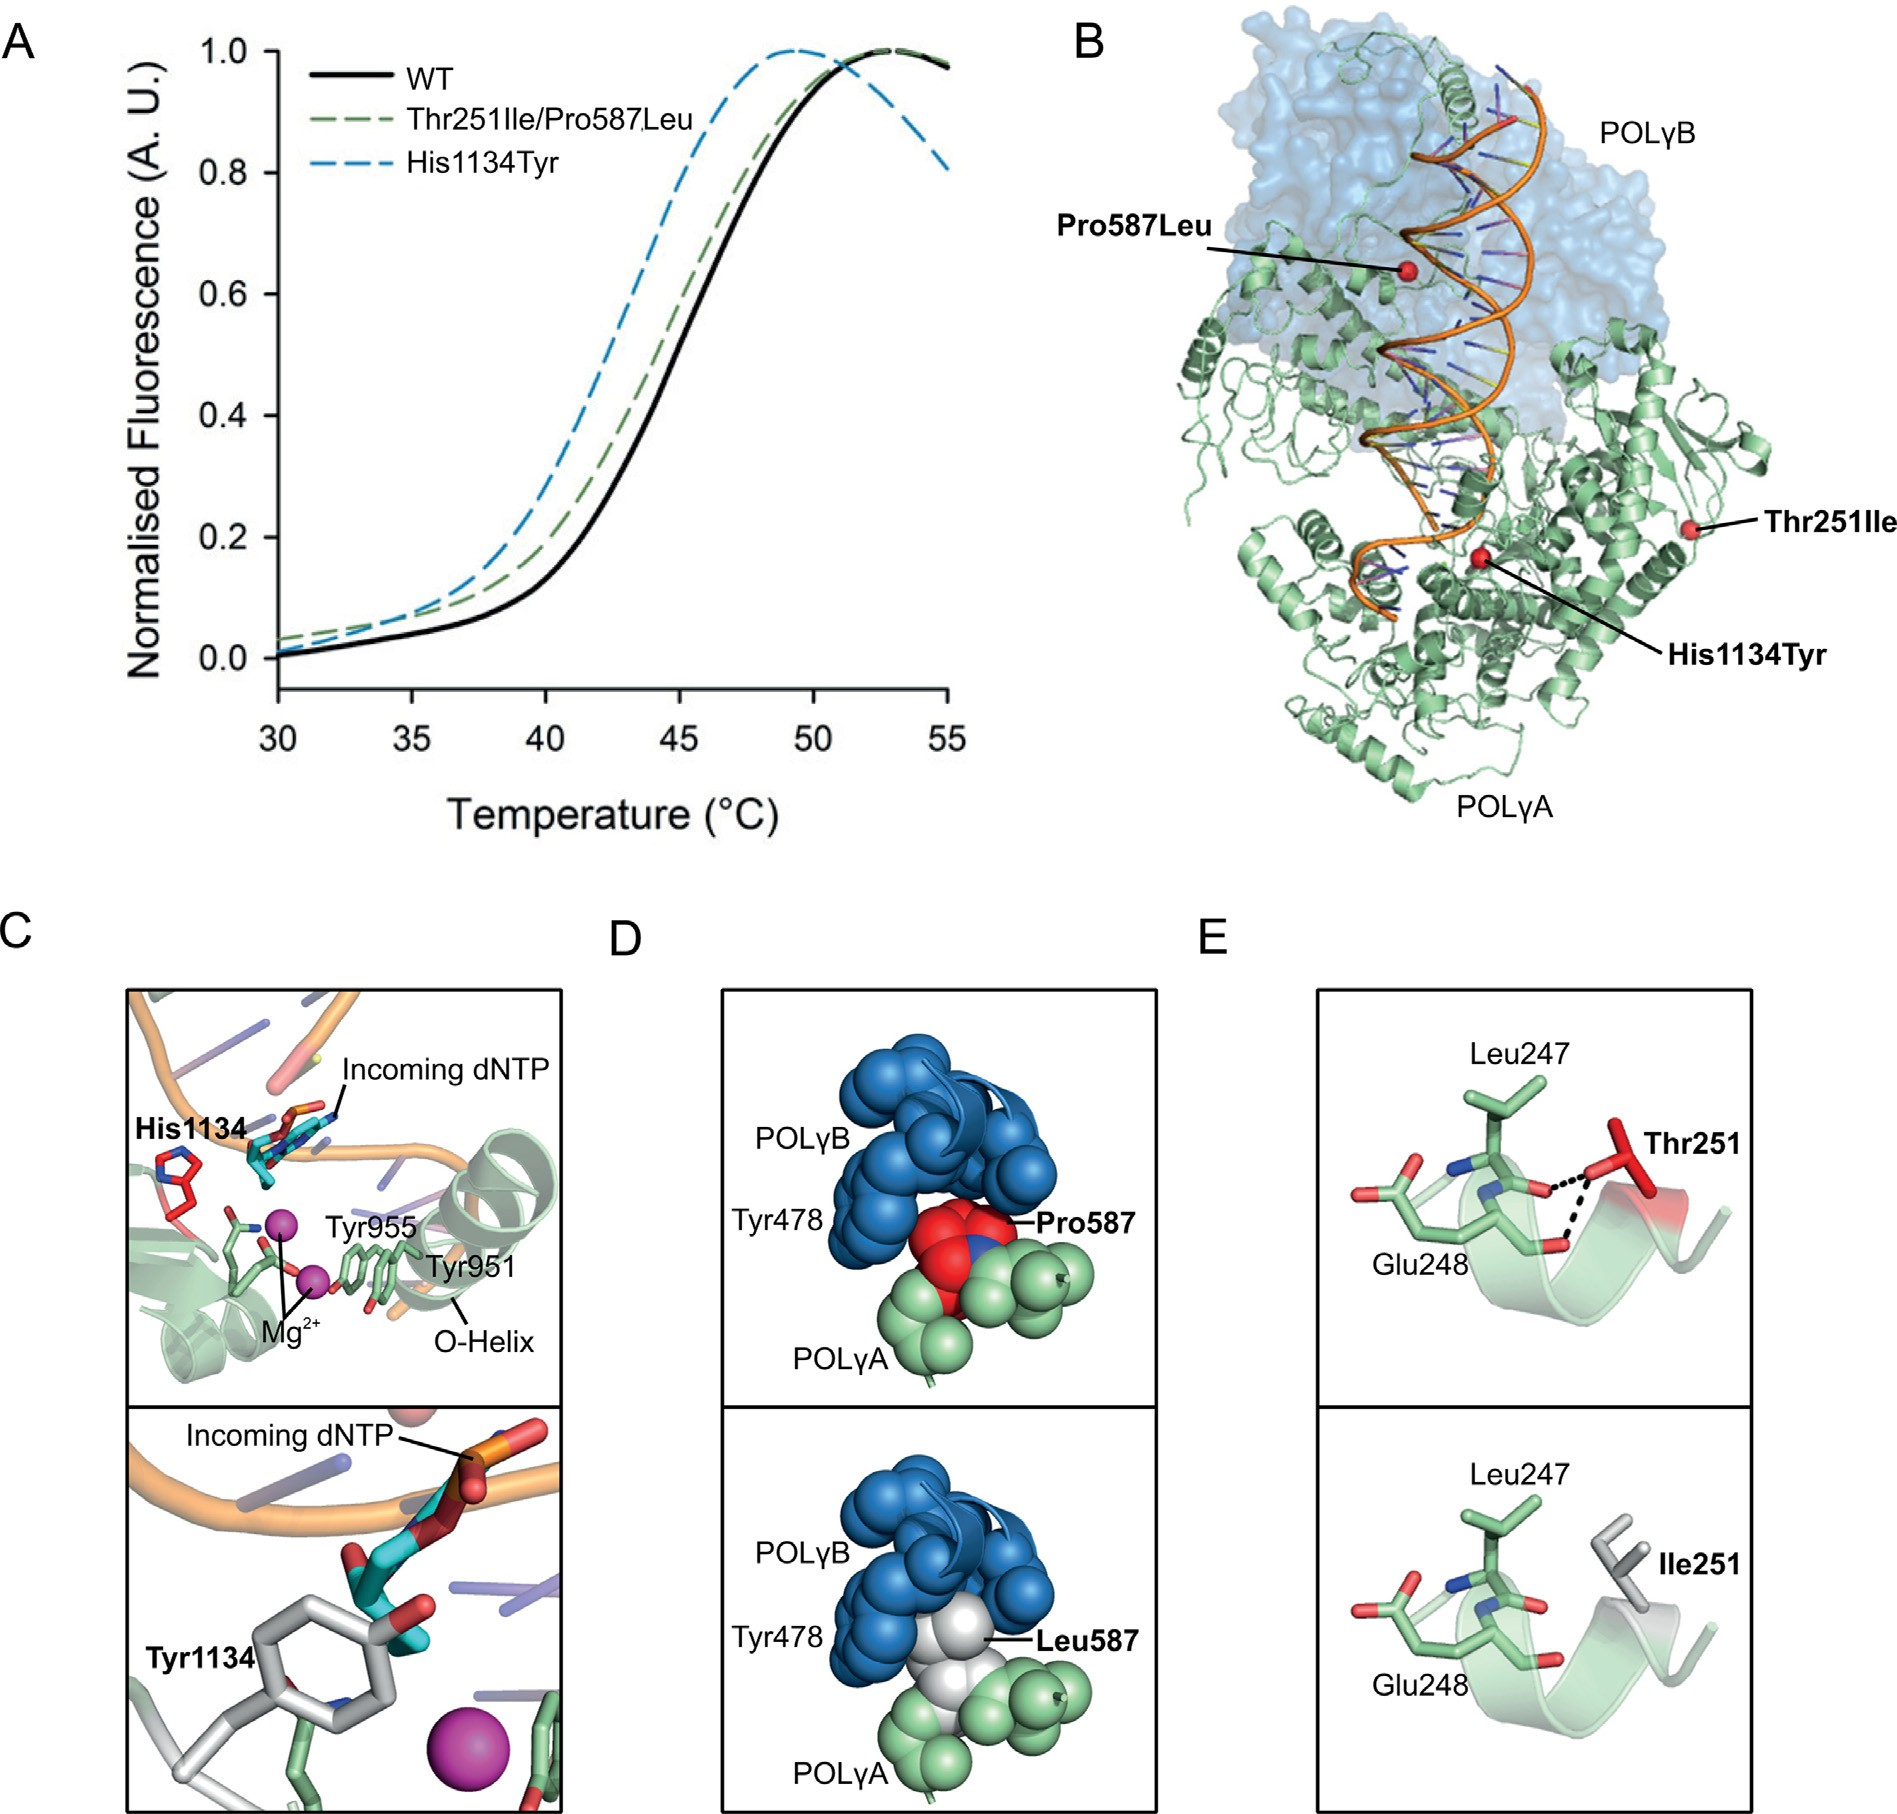 A
Normalised Fluorescence (A. U.)
1.0
0.8
0.6
0.4
0.2
0.0
WT
Thr251Ile/Pro587Leu
His1134Tyr
30 35 40 45 50 55
Temperature (°C)
B
POLγB
Pro587Leu
Thr251Ile
His1134Tyr
POLγA
C
Incoming dNTP
His1134
Tyr955
Tyr951
Mg2+
O-Helix
Incoming dNTP
Tyr1134
D
POLγB
Tyr478
Pro587
POLγA
POLγB
Tyr478
Leu587
POLγA
E
Leu247
Thr251
Glu248
Leu247
Ile251
Glu248